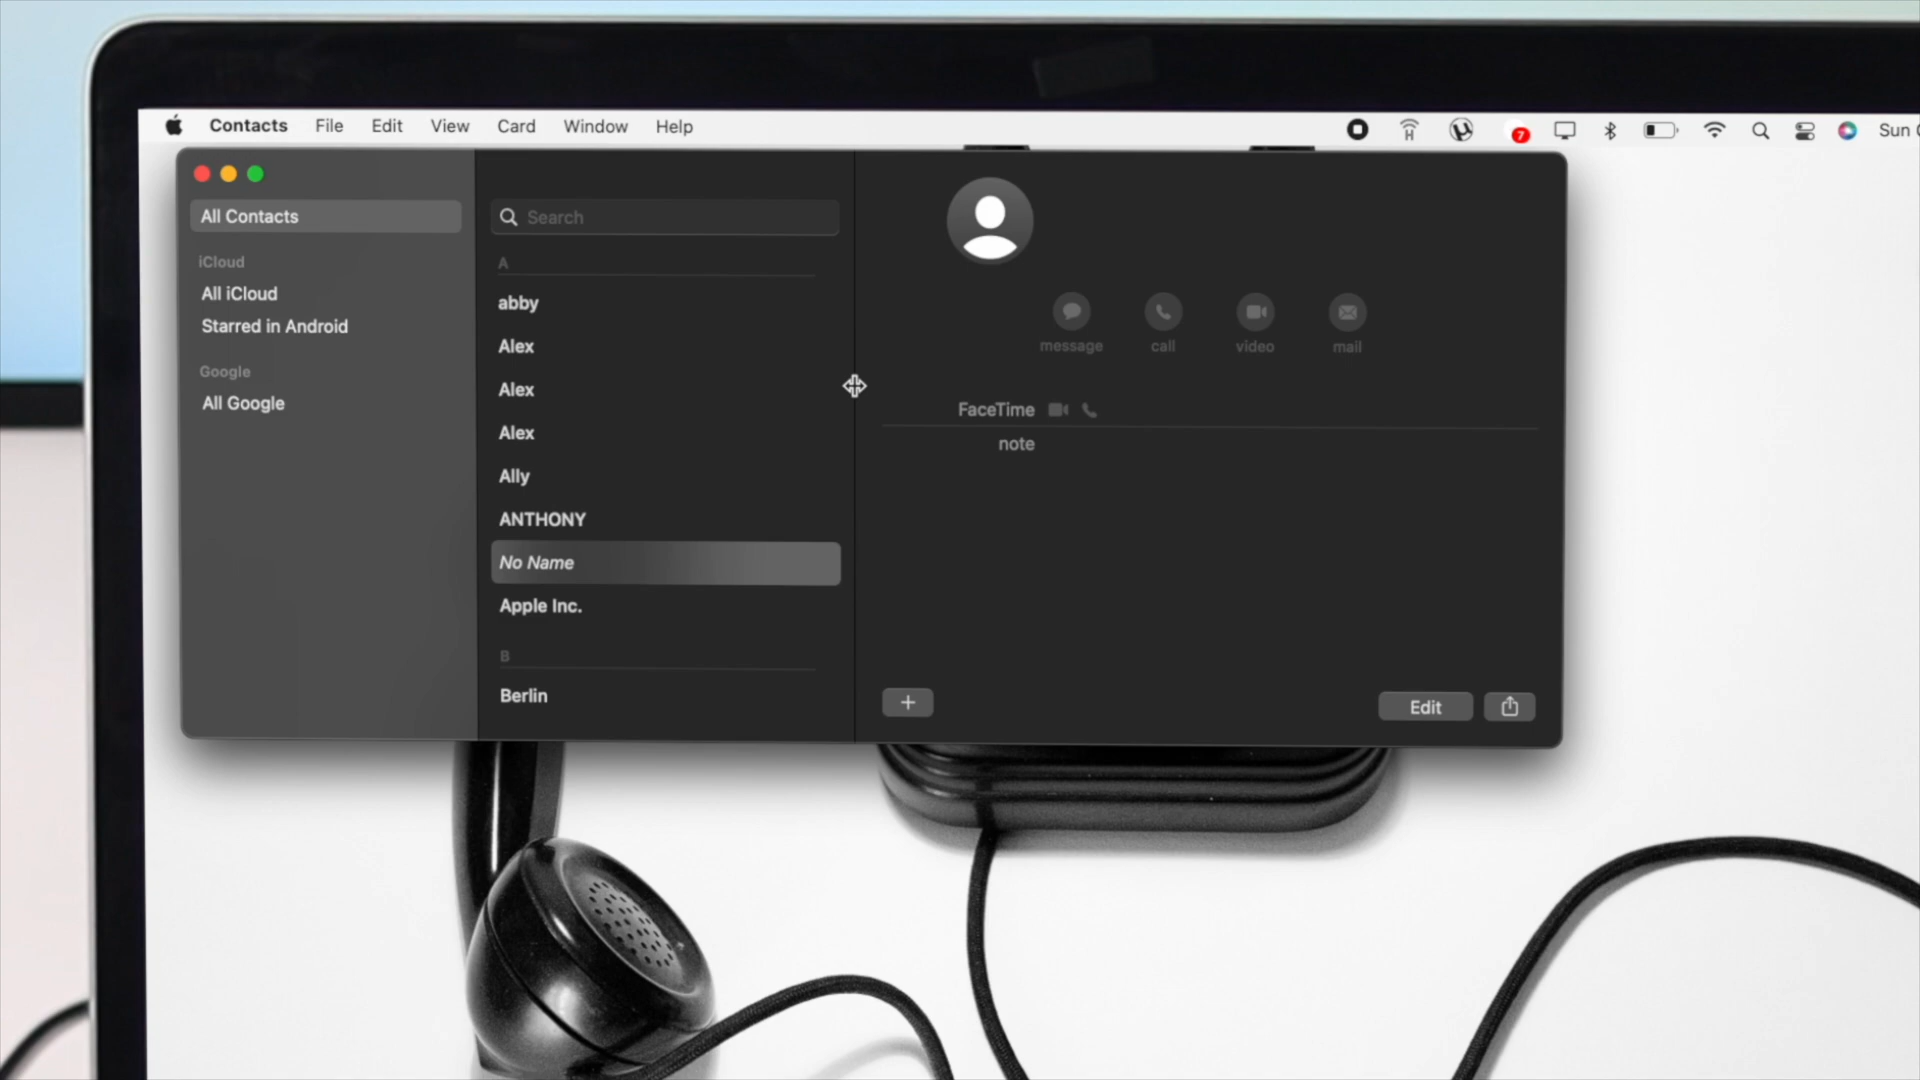 Contacts File Edit View Card Window Help
7
Sun
All Contacts
iCloud
All iCloud
Starred in Android
Google
All Google
Search
A
abby
Alex
Alex
Alex
Ally
ANTHONY
No Name
Apple Inc.
B
Berlin
message call video mail
FaceTime
note
+
Edit